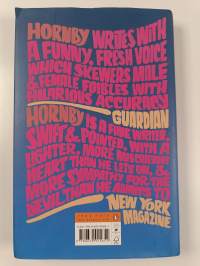 HORNBY WRITES WITH
A FUNNY, FRESH VOICE
WHICH SKEWERS MALE
& FEMALE FOIBLES WITH
HILARIOUS ACCURACY
GUARDIAN
HORNBY IS A FINE WRITER,
SWIFT & POINTED, WITH A
LIGHTER, MORE
HEART THAN HE LETS ON, &
MORE SYMPATHY FOR THE
DEVIL THAN HE ADMITS TO
NEW YORK
MAGAZINE